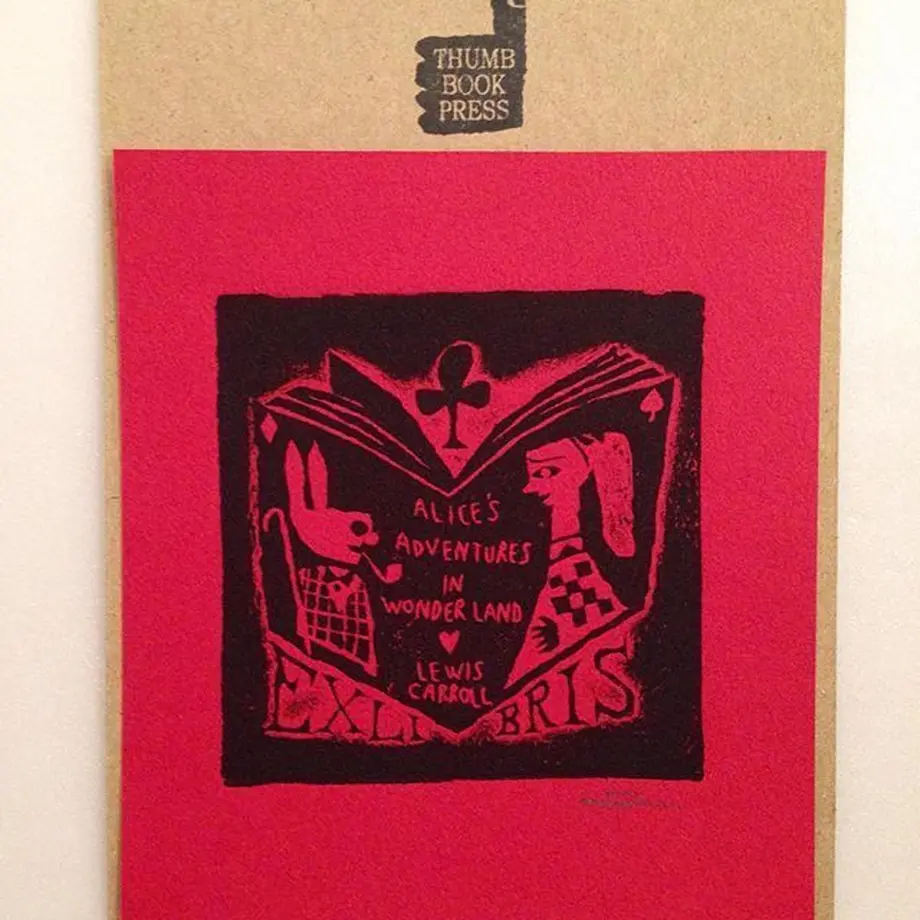 THUMB
BOOK
PRESS
ALICE'S
ADVENTURES
IN
WONDER LAND
LEWIS
CARROLL
EX LIBRIS